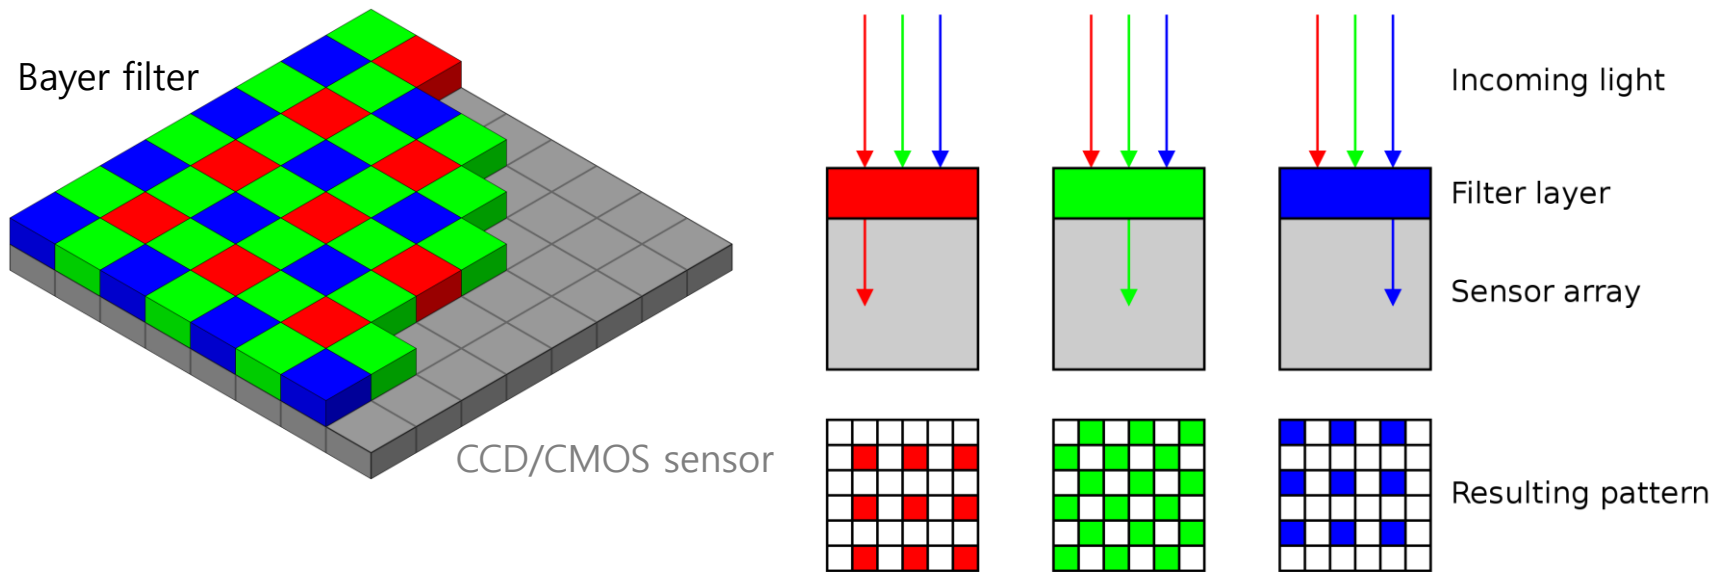 Bayer filter
CCD/CMOS sensor
Incoming light
Filter layer
Sensor array
Resulting pattern